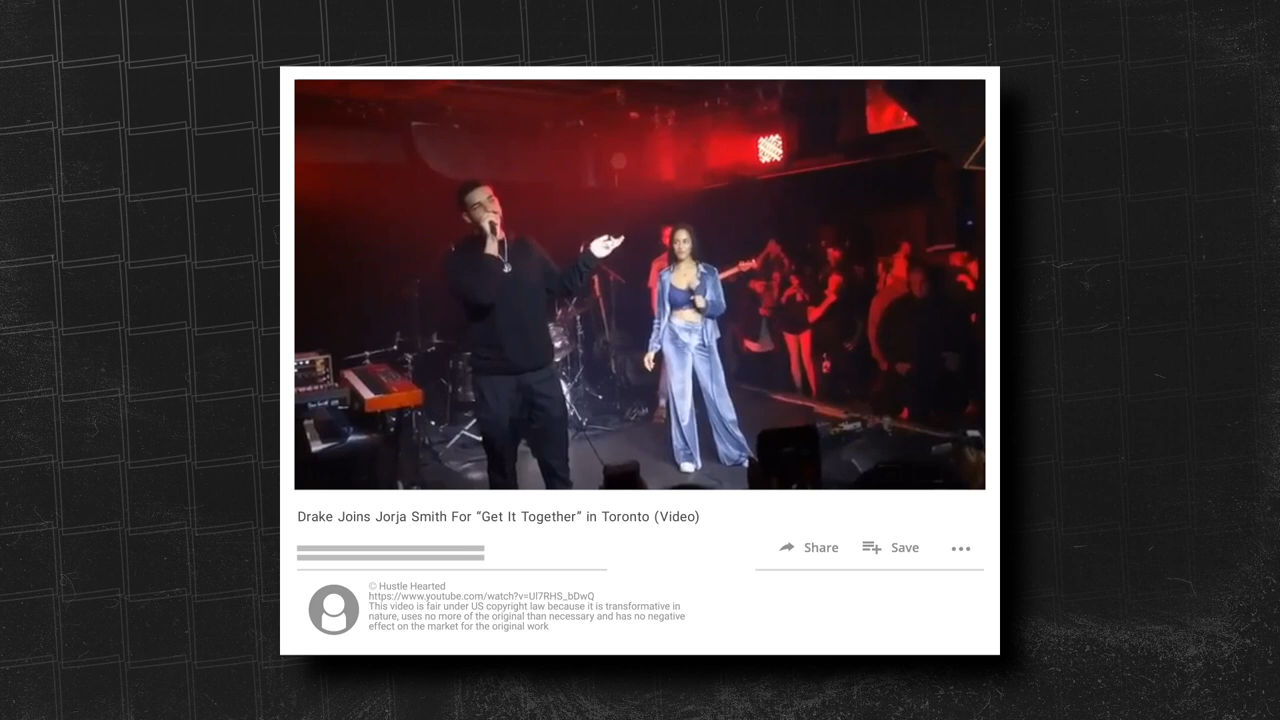 Drake Joins Jorja Smith For “Get It Together” in Toronto (Video)
Share Save
© Hustle Hearted
https://www.youtube.com/watch?v=Ul7RHS_bDwQ
This video is fair under US copyright law because it is transformative in
nature, uses no more of the original than necessary and has no negative
effect on the market for the original work